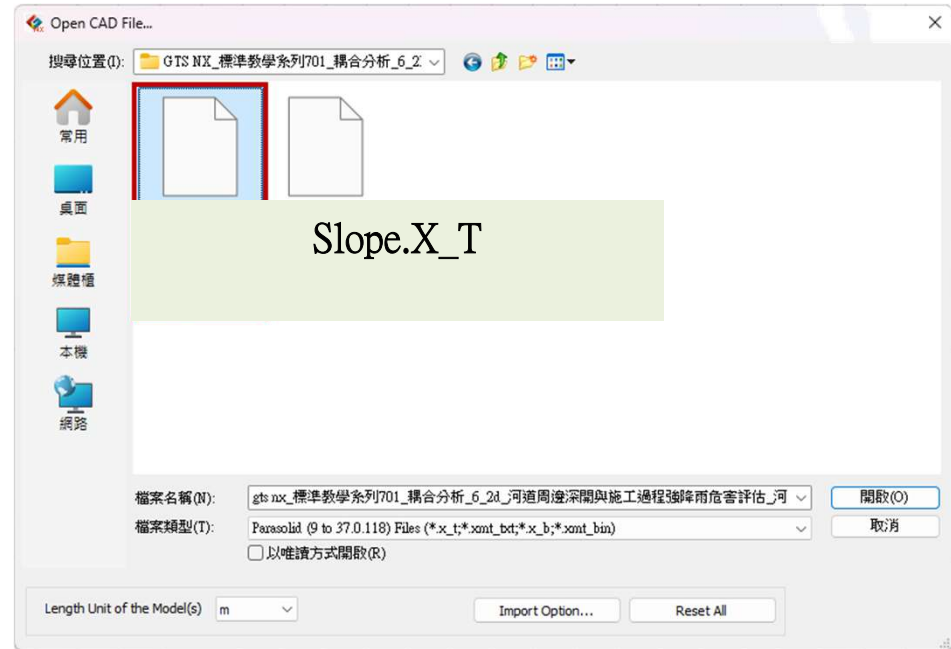 Open CAD File...
搜尋位置(I):
GTS NX_標準教學系列701_耦合分析_6_2
常用
桌面
媒體櫃
本機
網路
Slope.X_T
檔案名稱(N):
gts nx_標準教學系列701_耦合分析_6_2d_河道周邊深開與施工過程強降雨危害評估_河
開啟(O)
檔案類型(T):
Parasolid (9 to 37.0.118) Files (*.x_t;*.xmt_txt;*.x_b;*.xmt_bin)
取消
以唯讀方式開啟(R)
Length Unit of the Model(s)
m
Import Option...
Reset All